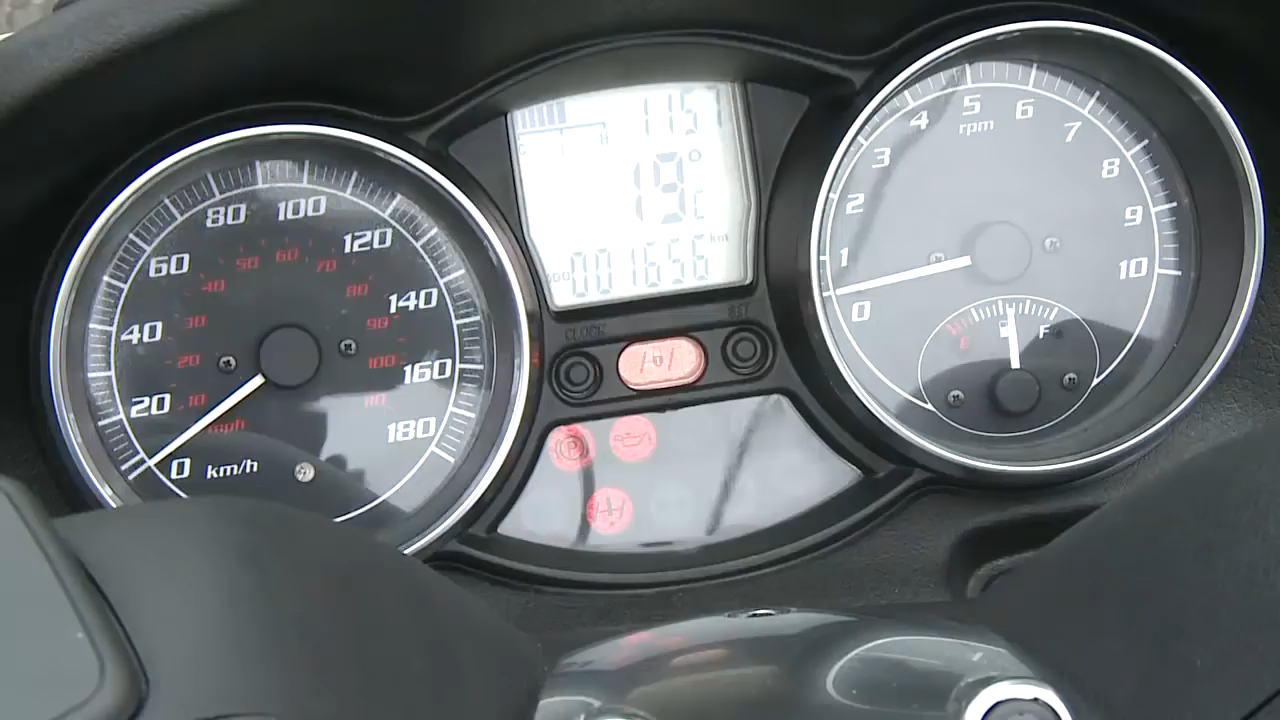 80 100
60 120
40 140
20 160
0 km/h 180
50 60 70
40 80
30 90
20 100
10 110
mph
1157
C H
19°C
ODO 001656 km
CLOCK SET
P
5
4 6
rpm
3 7
2 8
1 9
0 10
E F